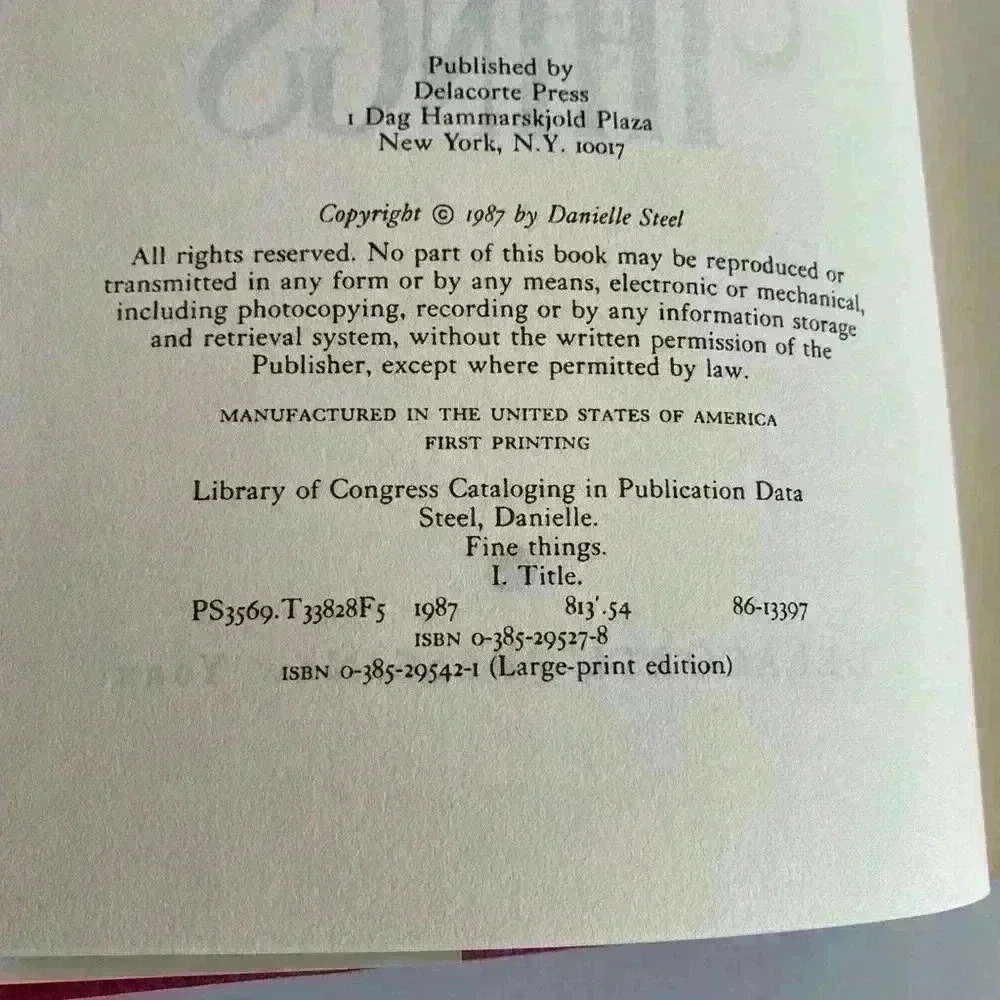 Published by
Delacorte Press
1 Dag Hammarskjold Plaza
New York, N.Y. 10017
Copyright © 1987 by Danielle Steel
All rights reserved. No part of this book may be reproduced or
transmitted in any form or by any means, electronic or mechanical,
including photocopying, recording or by any information storage
and retrieval system, without the written permission of the
Publisher, except where permitted by law.
MANUFACTURED IN THE UNITED STATES OF AMERICA
FIRST PRINTING
Library of Congress Cataloging in Publication Data
Steel, Danielle.
Fine things.
I. Title.
PS3569.T33828F5 1987 813'.54 86-13397
ISBN 0-385-29527-8
ISBN 0-385-29542-1 (Large-print edition)